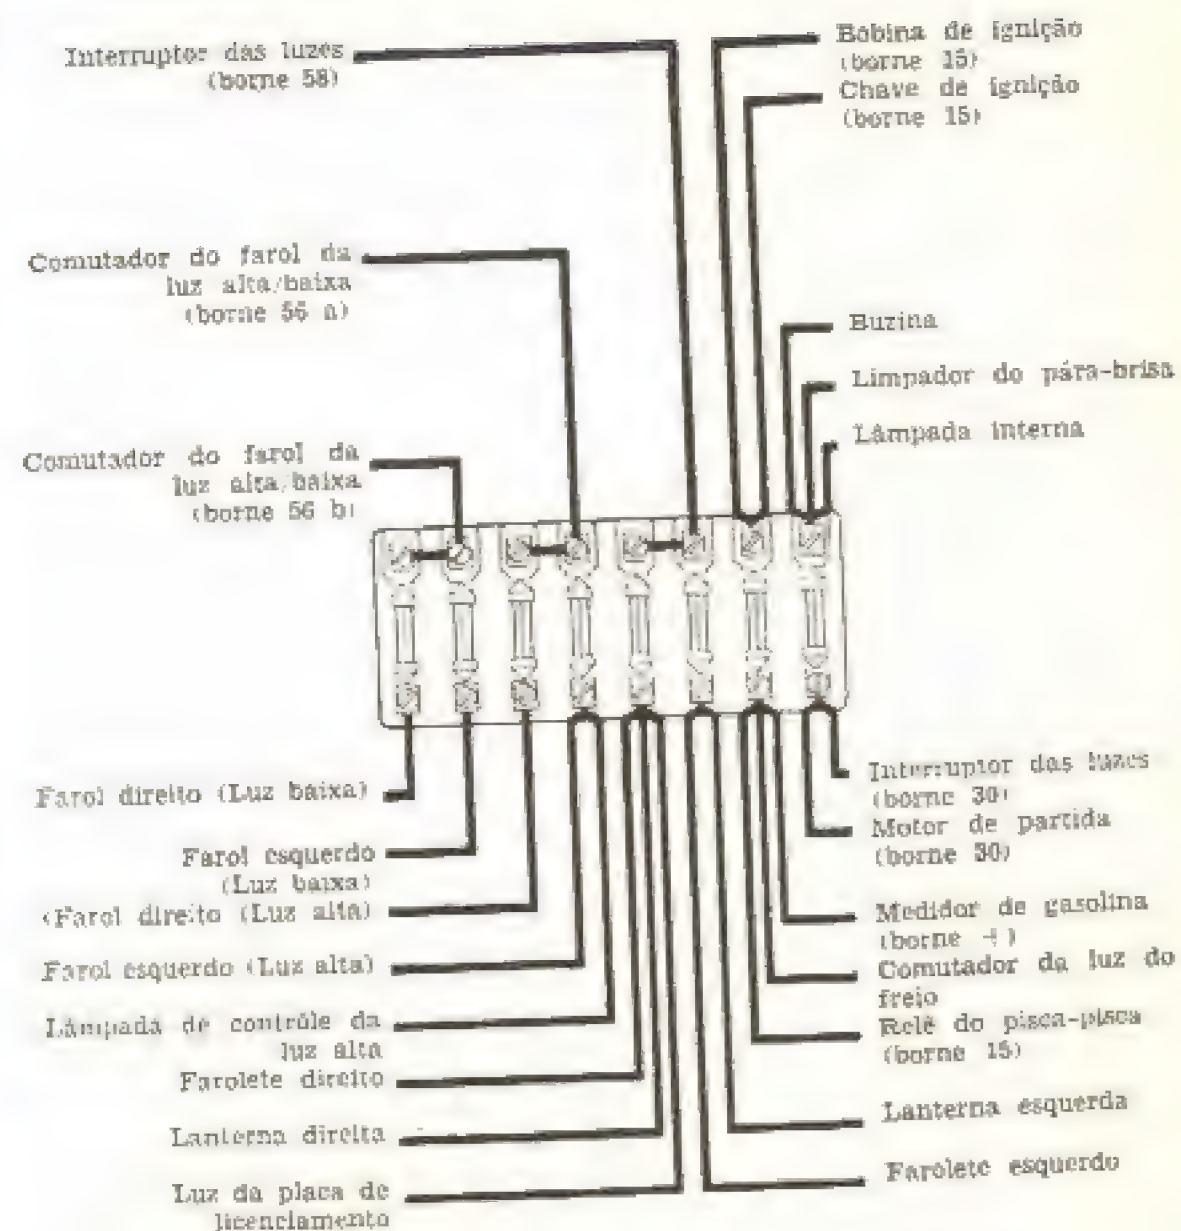 Interruptor das luzes
(borne 58)
Bobina de ignição
(borne 15)
Chave de ignição
(borne 15)
Comutador do farol da
luz alta/baixa
(borne 56 a)
Buzina
Limpador do pára-brisa
Lâmpada interna
Comutador do farol da
luz alta/baixa
(borne 56 b)
Farol direito (Luz baixa)
Farol esquerdo
(Luz baixa)
(Farol direito (Luz alta)
Farol esquerdo (Luz alta)
Lâmpada de contrôle da
luz alta
Farolete direito
Lanterna direita
Luz da placa de
licenciamento
Interruptor das luzes
(borne 30)
Motor de partida
(borne 30)
Medidor de gasolina
(borne + )
Comutador da luz do
freio
Relê do pisca-pisca
(borne 15)
Lanterna esquerda
Farolete esquerdo